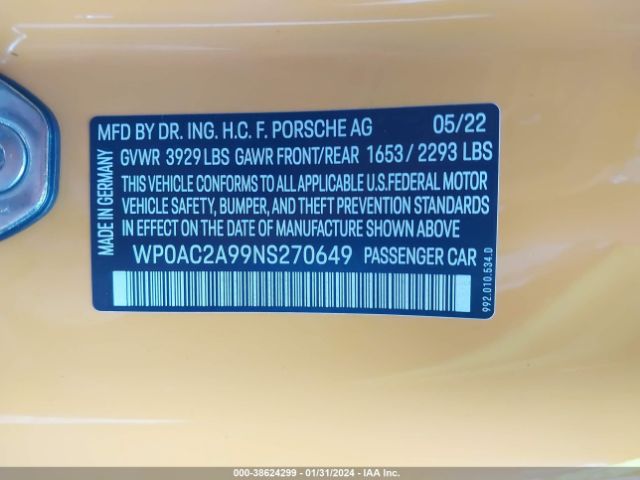 MFD BY DR. ING. H.C. F. PORSCHE AG 05/22
GVWR 3929 LBS GAWR FRONT/REAR 1653 / 2293 LBS
THIS VEHICLE CONFORMS TO ALL APPLICABLE U.S.FEDERAL MOTOR
VEHICLE SAFETY, BUMPER, AND THEFT PREVENTION STANDARDS
IN EFFECT ON THE DATE OF MANUFACTURE SHOWN ABOVE
WP0AC2A99NS270649 PASSENGER CAR
MADE IN GERMANY
992.010.534.D
000-38624299 - 01/31/2024 - IAA Inc.